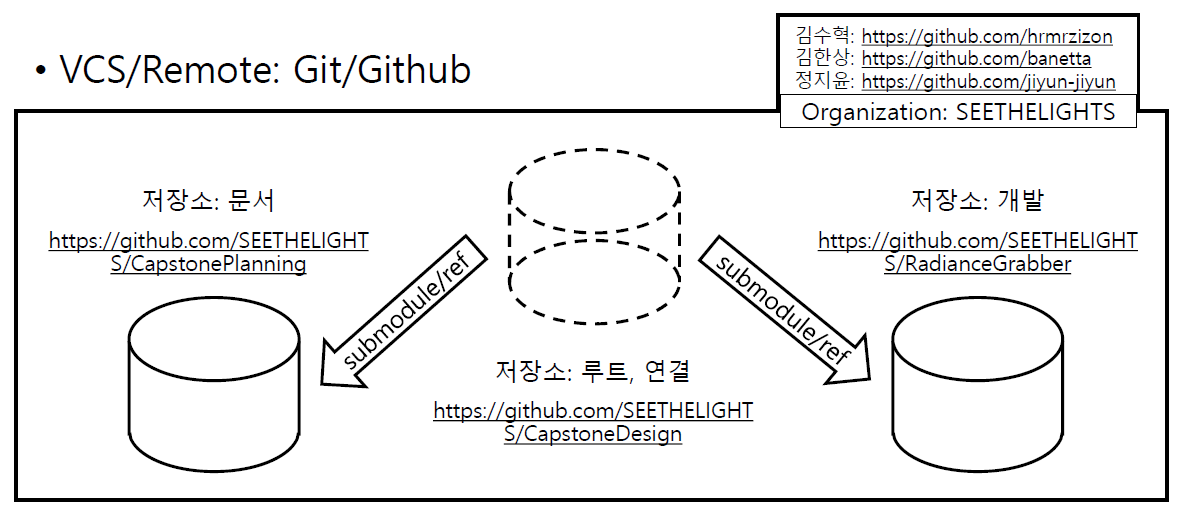 • VCS/Remote: Git/Github
김수혁: https://github.com/hrmrzizon
김한상: https://github.com/banetta
정지윤: https://github.com/jiyun-jiyun
Organization: SEETHELIGHTS
저장소: 문서
https://github.com/SEETHELIGHT
S/CapstonePlanning
submodule/ref
저장소: 루트, 연결
https://github.com/SEETHELIGHT
S/CapstoneDesign
submodule/ref
저장소: 개발
https://github.com/SEETHELIGHT
S/RadianceGrabber